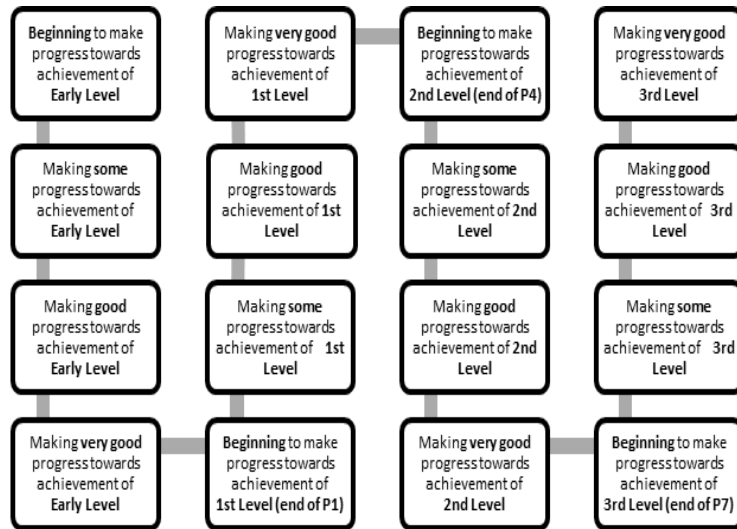 Beginning to make
progress towards
achievement of
Early Level
Making some
progress towards
achievement of
Early Level
Making good
progress towards
achievement of
Early Level
Making very good
progress towards
achievement of
Early Level
Beginning to make
progress towards
achievement of
1st Level (end of P1)
Making some
progress towards
achievement of 1st
Level
Making good
progress towards
achievement of 1st
Level
Making very good
progress towards
achievement of
1st Level
Beginning to make
progress towards
achievement of
2nd Level (end of P4)
Making some
progress towards
achievement of 2nd
Level
Making good
progress towards
achievement of 2nd
Level
Making very good
progress towards
achievement of
2nd Level
Beginning to make
progress towards
achievement of
3rd Level (end of P7)
Making some
progress towards
achievement of 3rd
Level
Making good
progress towards
achievement of 3rd
Level
Making very good
progress towards
achievement of
3rd Level